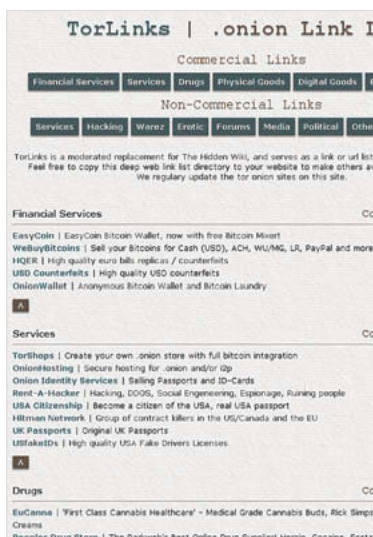 TorLinks | .onion Link
Commercial Links
Financial Services Services Drugs Physical Goods Digital Goods
Non-Commercial Links
Services Hacking Warez Erotic Forums Media Political Othe
TorLinks is a moderated replacement for The Hidden Wiki, and serves as a link or url list
Feel free to copy this deep web link list directory to your website to make others a
We regulary update the tor onion sites on this site.
Financial Services Co
EasyCoin | EasyCoin Bitcoin Wallet, now with free Bitcoin Mixer!
WeBuyBitcoins | Sell your Bitcoins for Cash (USD), ACH, WU/MG, LR, PayPal and more
HQER | High quality euro bills replicas / counterfeits
USD Counterfeits | High quality USD counterfeits
OnionWallet | Anonymous Bitcoin Wallet and Bitcoin Laundry
Services Co
TorShops | Create your own .onion store with full bitcoin integration
OnionHosting | Secure hosting for .onion and/or i2p
Onion Identity Services | Selling Passports and ID-Cards
Rent-A-Hacker | Hacking, DDOS, Social Engeneering, Espionage, Ruining people
USA Citizenship | Become a citizen of the USA, real USA passport
Hitman Network | Group of contract killers in the US/Canada and the EU
UK Passports | Original UK Passports
USfakeIDs | High quality USA Fake Drivers Licenses
Drugs Co
EuCanna | 'First Class Cannabis Healthcare' - Medical Grade Cannabis Buds, Rick Simps
Creams